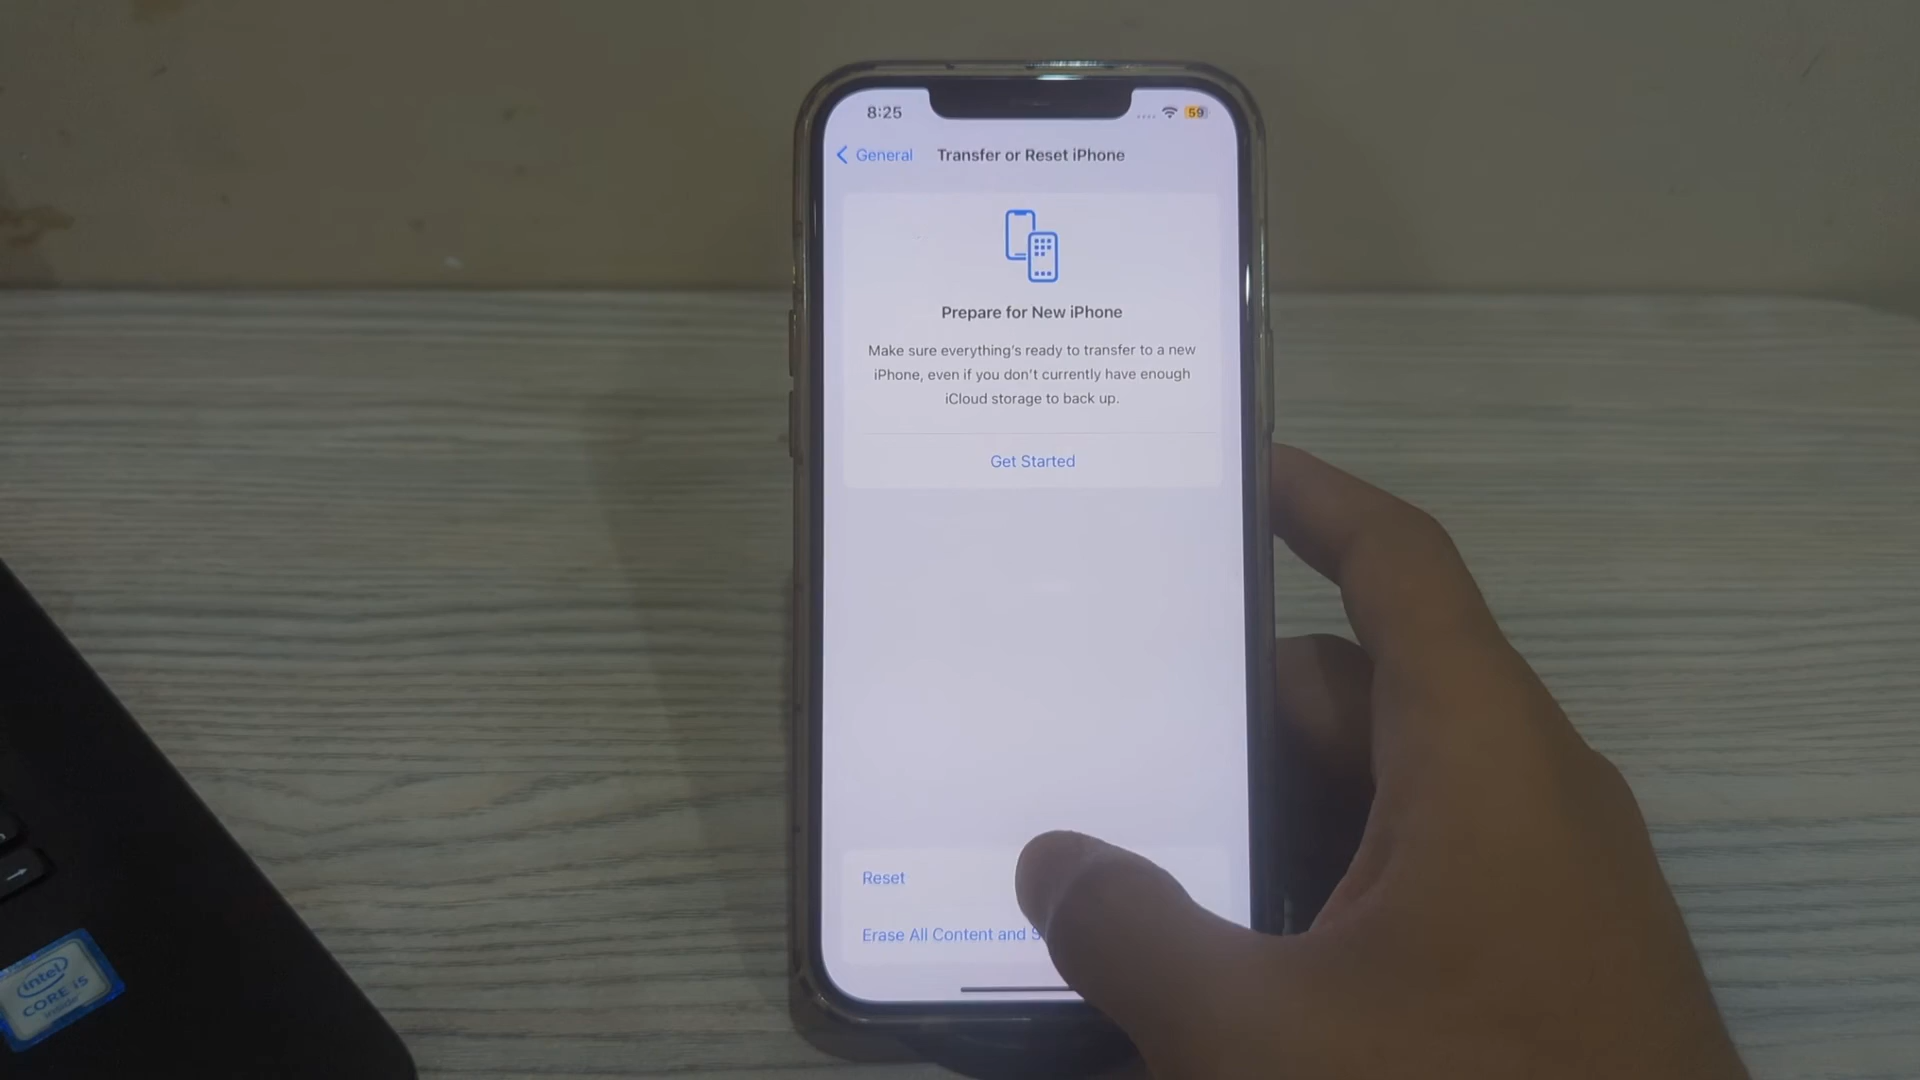 8:25
59
General
Transfer or Reset iPhone
Prepare for New iPhone
Make sure everything's ready to transfer to a new
iPhone, even if you don't currently have enough
iCloud storage to back up.
Get Started
Reset
Erase All Content and S
intel
CORE i5
inside